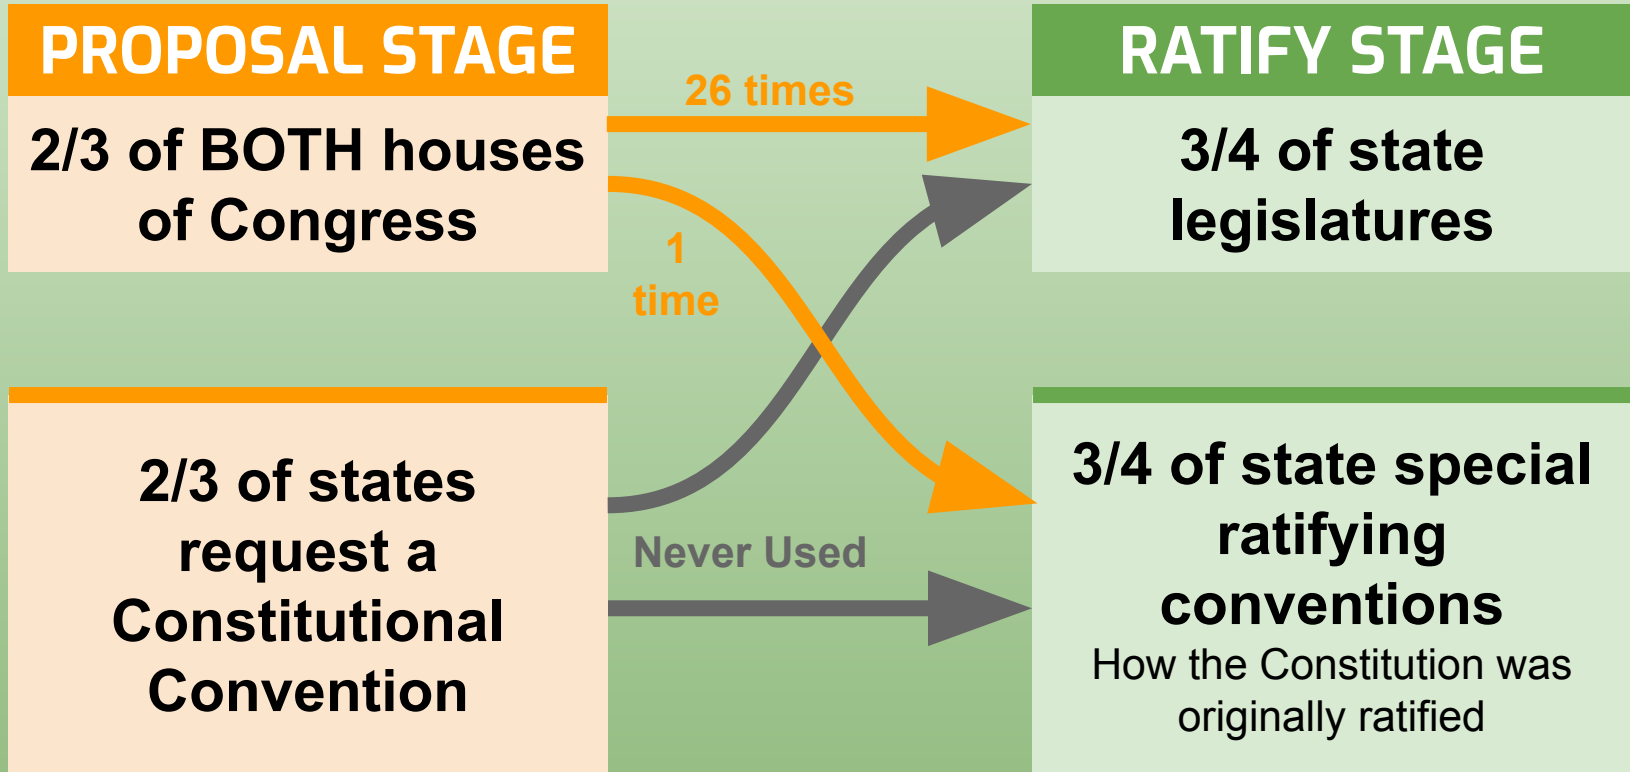 PROPOSAL STAGE
2/3 of BOTH houses
of Congress
26 times
1
time
RATIFY STAGE
3/4 of state
legislatures
2/3 of states
request a
Constitutional
Convention
Never Used
3/4 of state special
ratifying
conventions
How the Constitution was
originally ratified